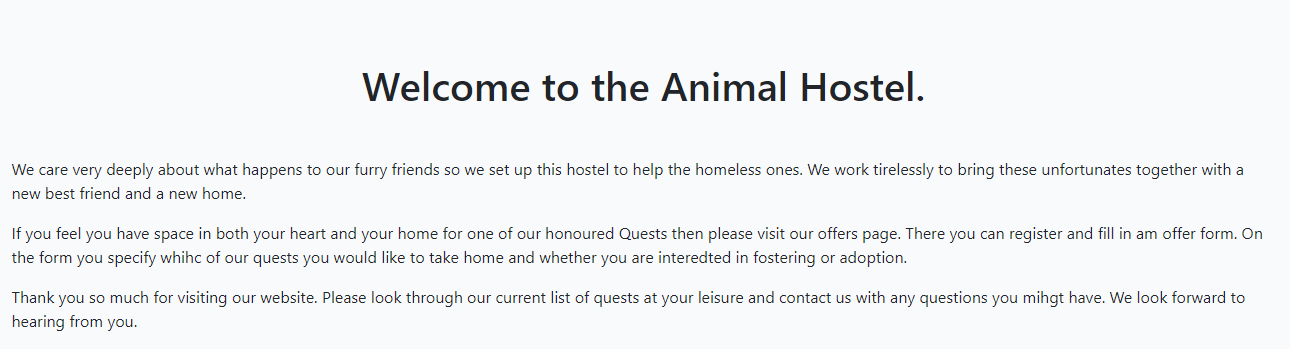 Welcome to the Animal Hostel.
We care very deeply about what happens to our furry friends so we set up this hostel to help the homeless ones. We work tirelessly to bring these unfortunates together with a
new best friend and a new home.
If you feel you have space in both your heart and your home for one of our honoured Quests then please visit our offers page. There you can register and fill in am offer form. On
the form you specify whihc of our quests you would like to take home and whether you are interedted in fostering or adoption.
Thank you so much for visiting our website. Please look through our current list of quests at your leisure and contact us with any questions you mihgt have. We look forward to
hearing from you.